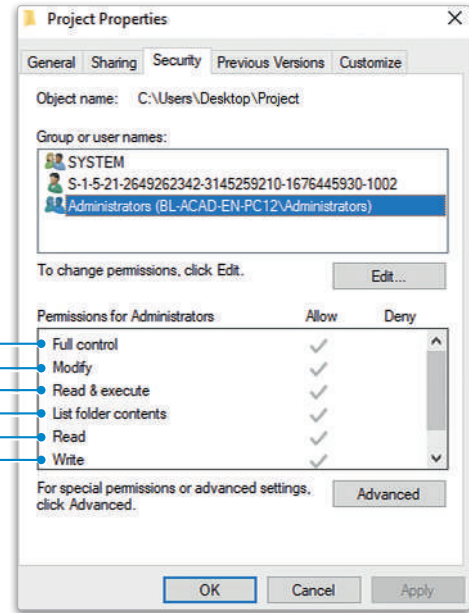 Project Properties
General Sharing Security Previous Versions Customize
Object name: C:\Users\Desktop\Project
Group or user names:
SYSTEM
S-1-5-21-2649262342-3145259210-1676445930-1002
Administrators (BL-ACAD-EN-PC12\Administrators)
To change permissions, click Edit.
Edit...
Permissions for Administrators Allow Deny
Full control
Modify
Read & execute
List folder contents
Read
Write
For special permissions or advanced settings,
click Advanced.
Advanced
OK Cancel Apply